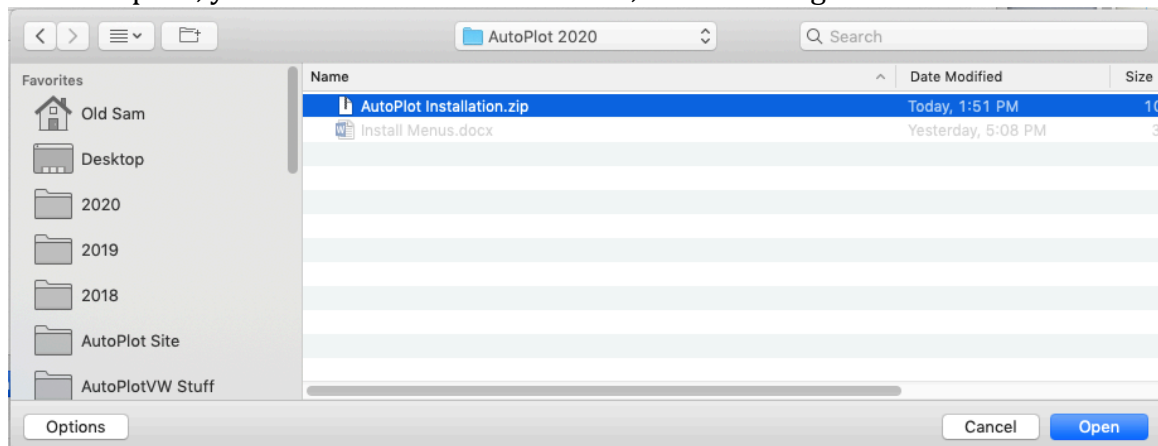 AutoPlot 2020
Search
Favorites
Name Date Modified Size
Old Sam
AutoPlot Installation.zip Today, 1:51 PM
Install Menus.docx Yesterday, 5:08 PM
Desktop
2020
2019
2018
AutoPlot Site
AutoPlotVW Stuff
Options Cancel Open